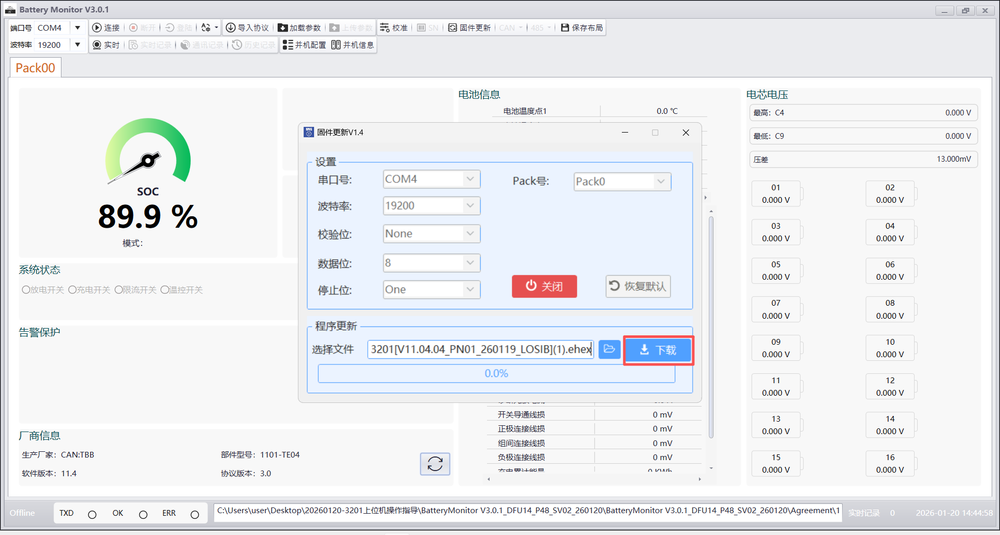 Battery Monitor V3.0.1
端口号 COM4 连接 断开 登陆 导入协议 加载参数 上传参数 校准 SN 固件更新 CAN 485 保存布局
波特率 19200 实时 实时记录 通讯记录 历史记录 并机配置 并机信息
Pack00
SOC
89.9 %
模式：
系统状态
放电开关 充电开关 限流开关 温控开关
告警保护
厂商信息
生产厂家： CAN:TBB 部件型号： 1101-TE04
软件版本： 11.4 协议版本： 3.0
电池信息
电池温度点1 0.0 ℃
固件更新V1.4
设置
串口号: COM4 Pack号: Pack0
波特率: 19200
校验位: None
数据位: 8
停止位: One
关闭 恢复默认
程序更新
选择文件 3201[V11.04.04_PN01_260119_LOSIB](1).ehex 下载
0.0%
开关导通线损 0 mV
正极连接线损 0 mV
组间连接线损 0 mV
负极连接线损 0 mV
充电累计能量 0 KWh
电芯电压
最高： C4 0.000 V
最低： C9 0.000 V
压差 13.000mV
01 02
0.000 V 0.000 V
03 04
0.000 V 0.000 V
05 06
0.000 V 0.000 V
07 08
0.000 V 0.000 V
09 10
0.000 V 0.000 V
11 12
0.000 V 0.000 V
13 14
0.000 V 0.000 V
15 16
0.000 V 0.000 V
Offline TXD OK ERR C:\Users\user\Desktop\20260120-3201上位机操作指导\BatteryMonitor V3.0.1_DFU14_P48_SV02_260120\BatteryMonitor V3.0.1_DFU14_P48_SV02_260120\Agreement\1 实时记录 0 2026-01-20 14:44:58